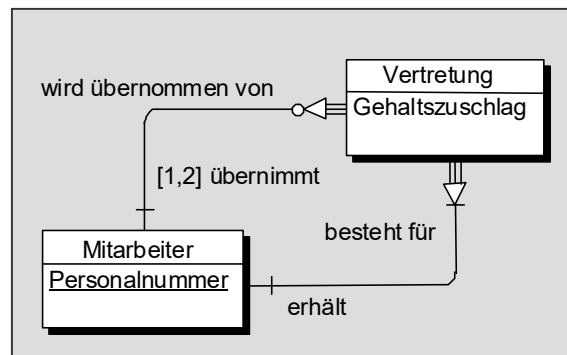 Vertretung
wird übernommen von
Gehaltszuschlag
[1,2] übernimmt
besteht für
Mitarbeiter
Personalnummer
erhält